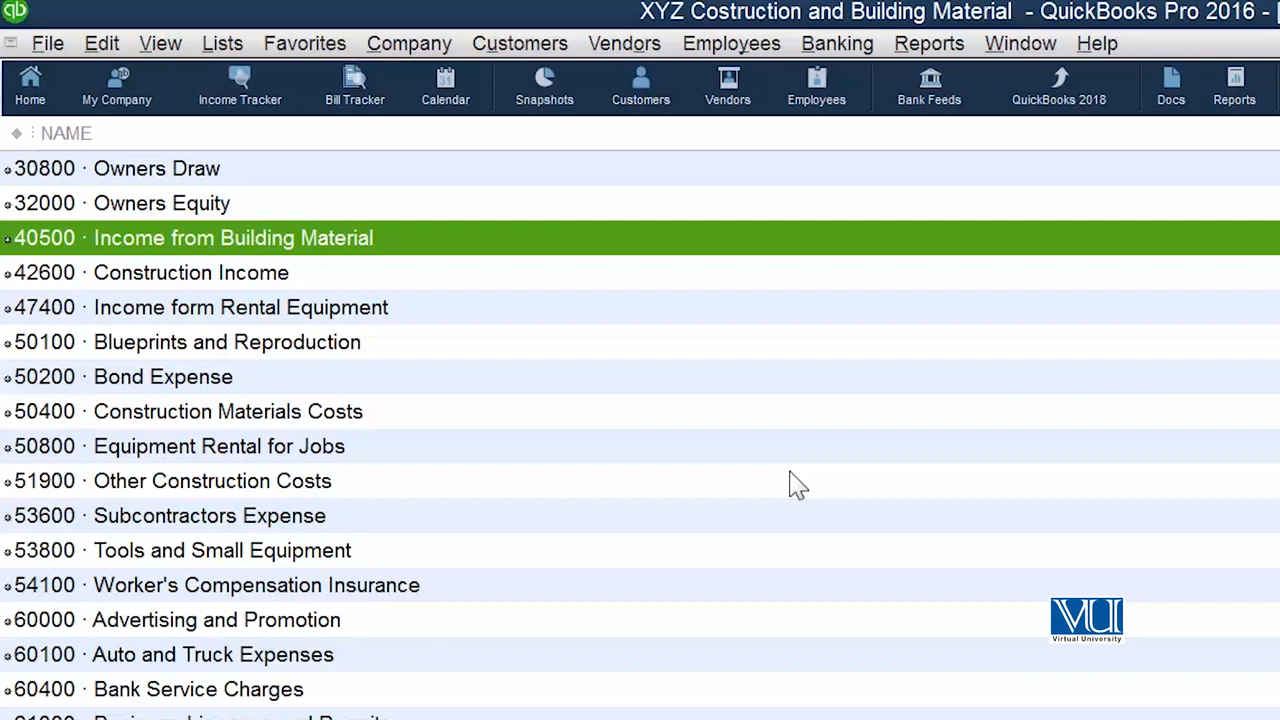 qb XYZ Costruction and Building Material - QuickBooks Pro 2016 -
File Edit View Lists Favorites Company Customers Vendors Employees Banking Reports Window Help
Home My Company Income Tracker Bill Tracker 31 Calendar Snapshots Customers Vendors Employees Bank Feeds QuickBooks 2018 Docs Reports
NAME
30800 · Owners Draw
32000 · Owners Equity
40500 · Income from Building Material
42600 · Construction Income
47400 · Income form Rental Equipment
50100 · Blueprints and Reproduction
50200 · Bond Expense
50400 · Construction Materials Costs
50800 · Equipment Rental for Jobs
51900 · Other Construction Costs
53600 · Subcontractors Expense
53800 · Tools and Small Equipment
54100 · Worker's Compensation Insurance
60000 · Advertising and Promotion
60100 · Auto and Truck Expenses
60400 · Bank Service Charges
VU
Virtual University